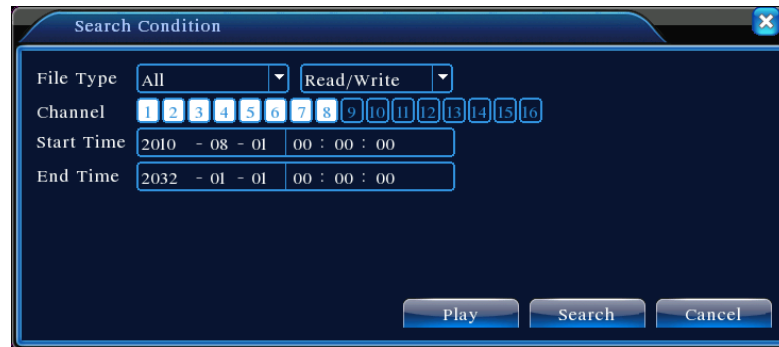 Search Condition
File Type All Read/Write
Channel 1 2 3 4 5 6 7 8 9 10 11 12 13 14 15 16
Start Time 2010 - 08 - 01 00 : 00 : 00
End Time 2032 - 01 - 01 00 : 00 : 00
Play Search Cancel